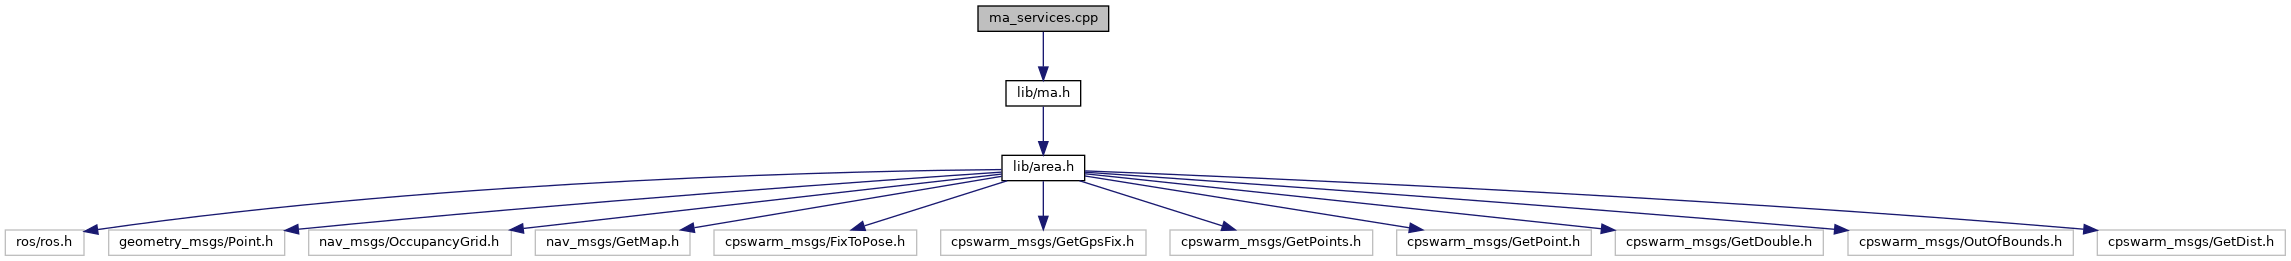 ma_services.cpp
lib/ma.h
lib/area.h
ros/ros.h
geometry_msgs/Point.h
nav_msgs/OccupancyGrid.h
nav_msgs/GetMap.h
cpswarm_msgs/FixToPose.h
cpswarm_msgs/GetGpsFix.h
cpswarm_msgs/GetPoints.h
cpswarm_msgs/GetPoint.h
cpswarm_msgs/GetDouble.h
cpswarm_msgs/OutOfBounds.h
cpswarm_msgs/GetDist.h